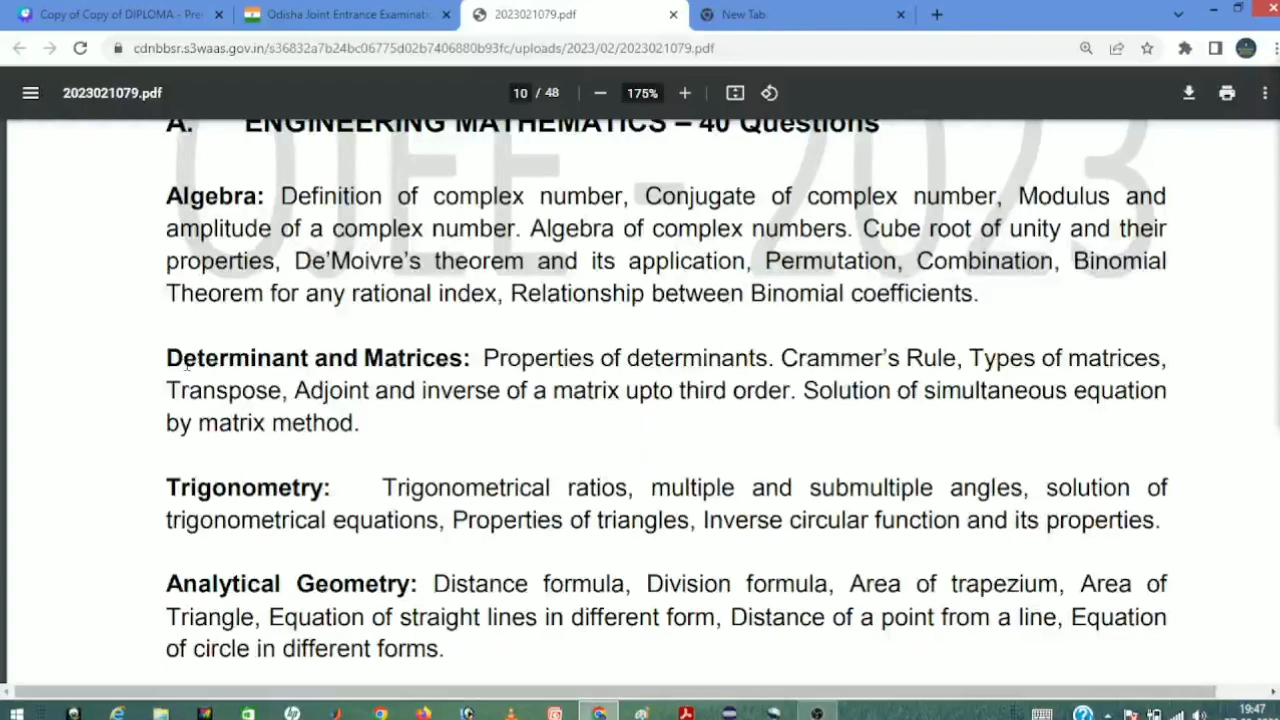 Copy of Copy of DIPLOMA - Pre
Odisha Joint Entrance Examinati
2023021079.pdf
New Tab
cdnbbsr.s3waas.gov.in/s36832a7b24bc06775d02b7406880b93fc/uploads/2023/02/2023021079.pdf
2023021079.pdf
10 / 48
175%
OJEE - 2023
A. ENGINEERING MATHEMATICS – 40 Questions
Algebra: Definition of complex number, Conjugate of complex number, Modulus and
amplitude of a complex number. Algebra of complex numbers. Cube root of unity and their
properties, De’Moivre’s theorem and its application, Permutation, Combination, Binomial
Theorem for any rational index, Relationship between Binomial coefficients.
Determinant and Matrices: Properties of determinants. Crammer’s Rule, Types of matrices,
Transpose, Adjoint and inverse of a matrix upto third order. Solution of simultaneous equation
by matrix method.
Trigonometry: Trigonometrical ratios, multiple and submultiple angles, solution of
trigonometrical equations, Properties of triangles, Inverse circular function and its properties.
Analytical Geometry: Distance formula, Division formula, Area of trapezium, Area of
Triangle, Equation of straight lines in different form, Distance of a point from a line, Equation
of circle in different forms.
19:47